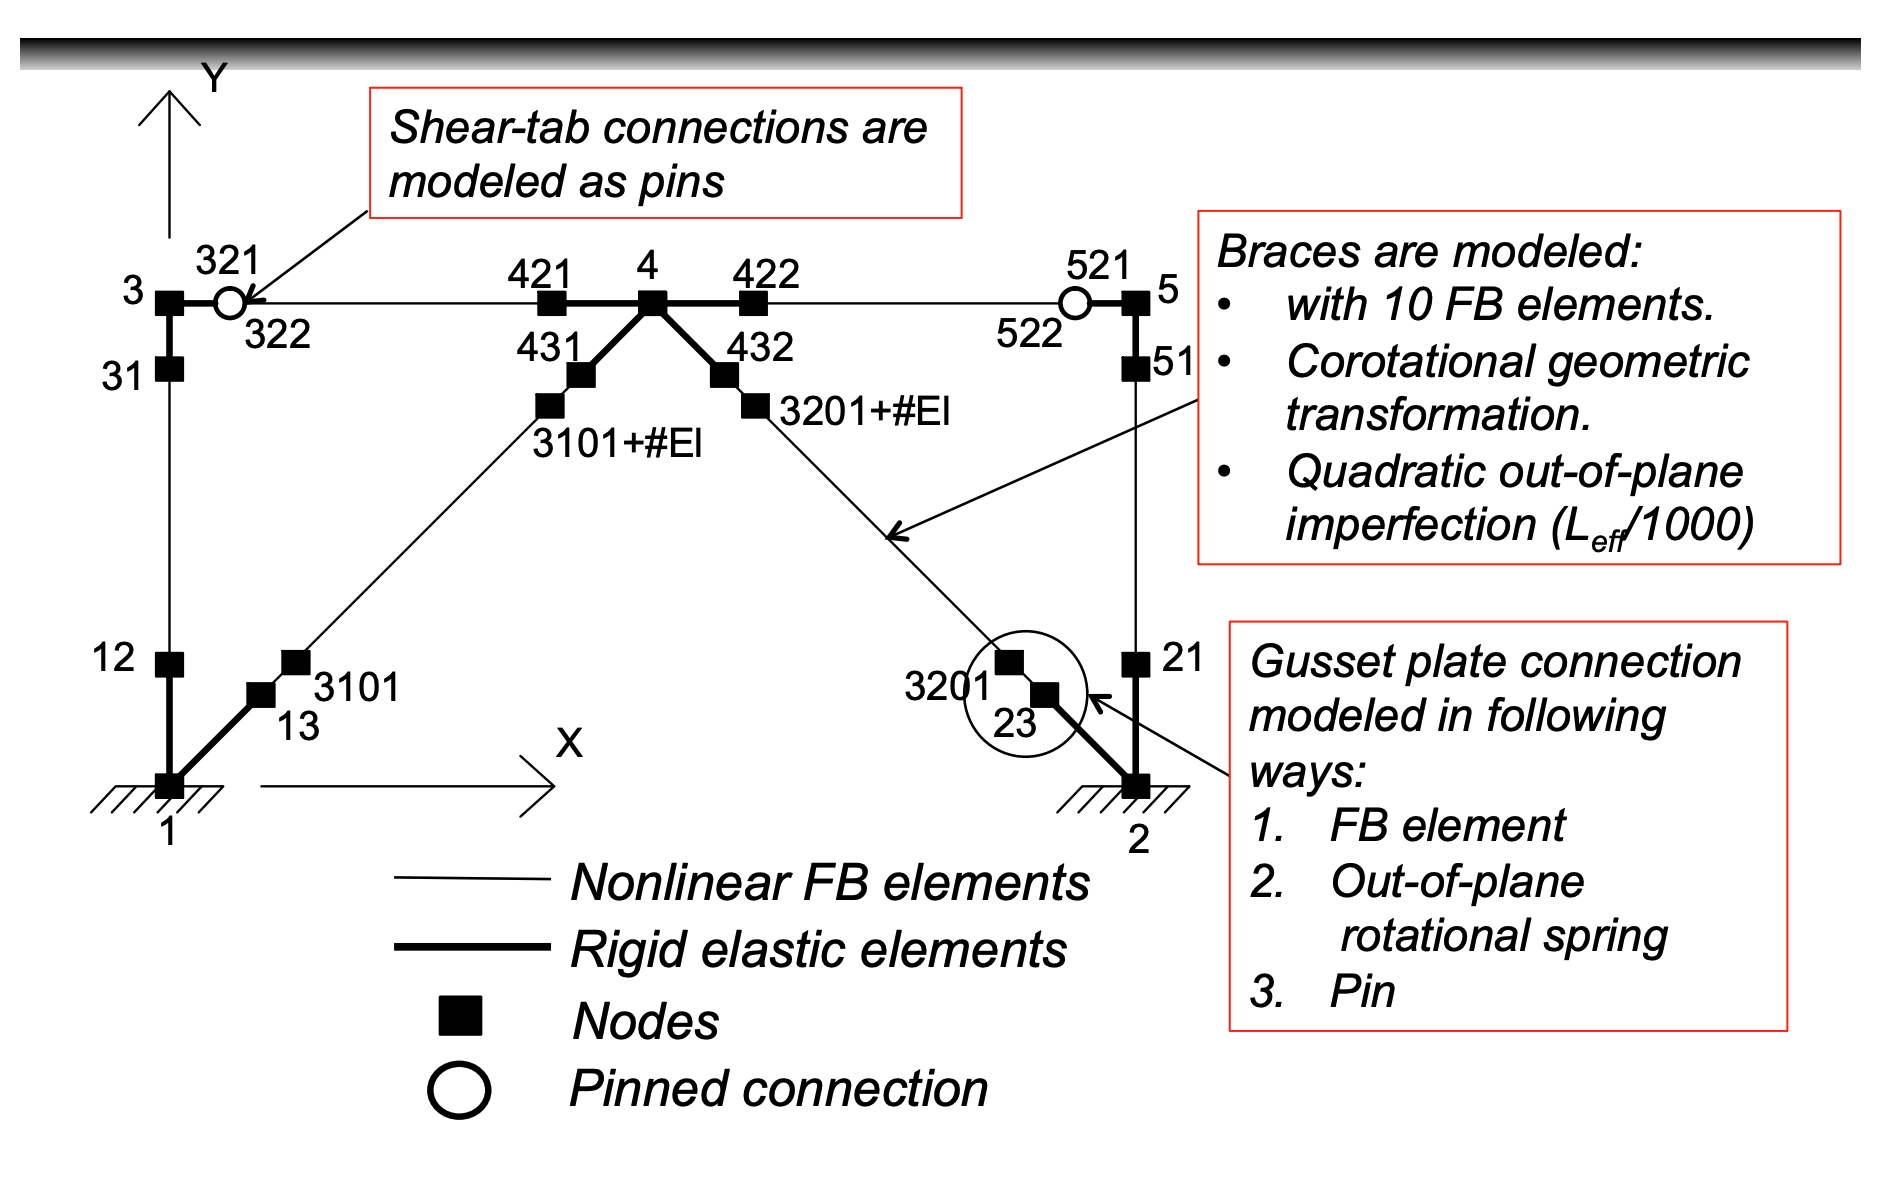 Y
Shear-tab connections are
modeled as pins
Braces are modeled:
• with 10 FB elements.
• Corotational geometric
transformation.
• Quadratic out-of-plane
imperfection (Leff/1000)
3
321
322
421
4
422
521
5
522
431
432
31
51
3101+#El
3201+#El
12
3101
13
3201
23
21
X
1
2
Gusset plate connection
modeled in following
ways:
1. FB element
2. Out-of-plane
rotational spring
3. Pin
Nonlinear FB elements
Rigid elastic elements
Nodes
Pinned connection